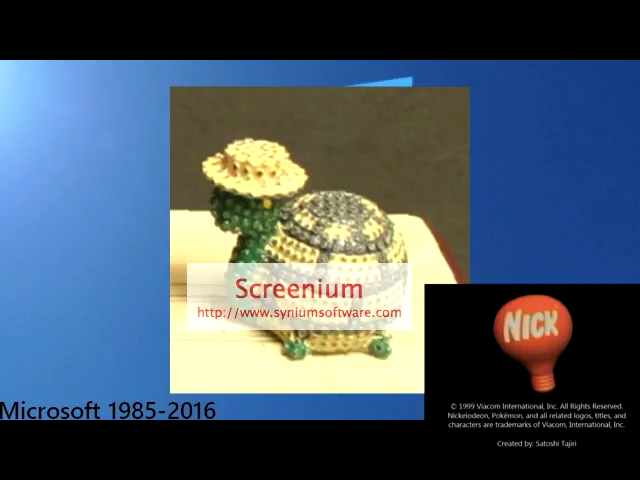 Screenium
http://www.syniumsoftware.com
NICK
© 1999 Viacom International, Inc. All Rights Reserved.
Nickelodeon, Pokémon, and all related logos, titles, and
characters are trademarks of Viacom, International, Inc.
Created by: Satoshi Tajiri
Microsoft 1985-2016